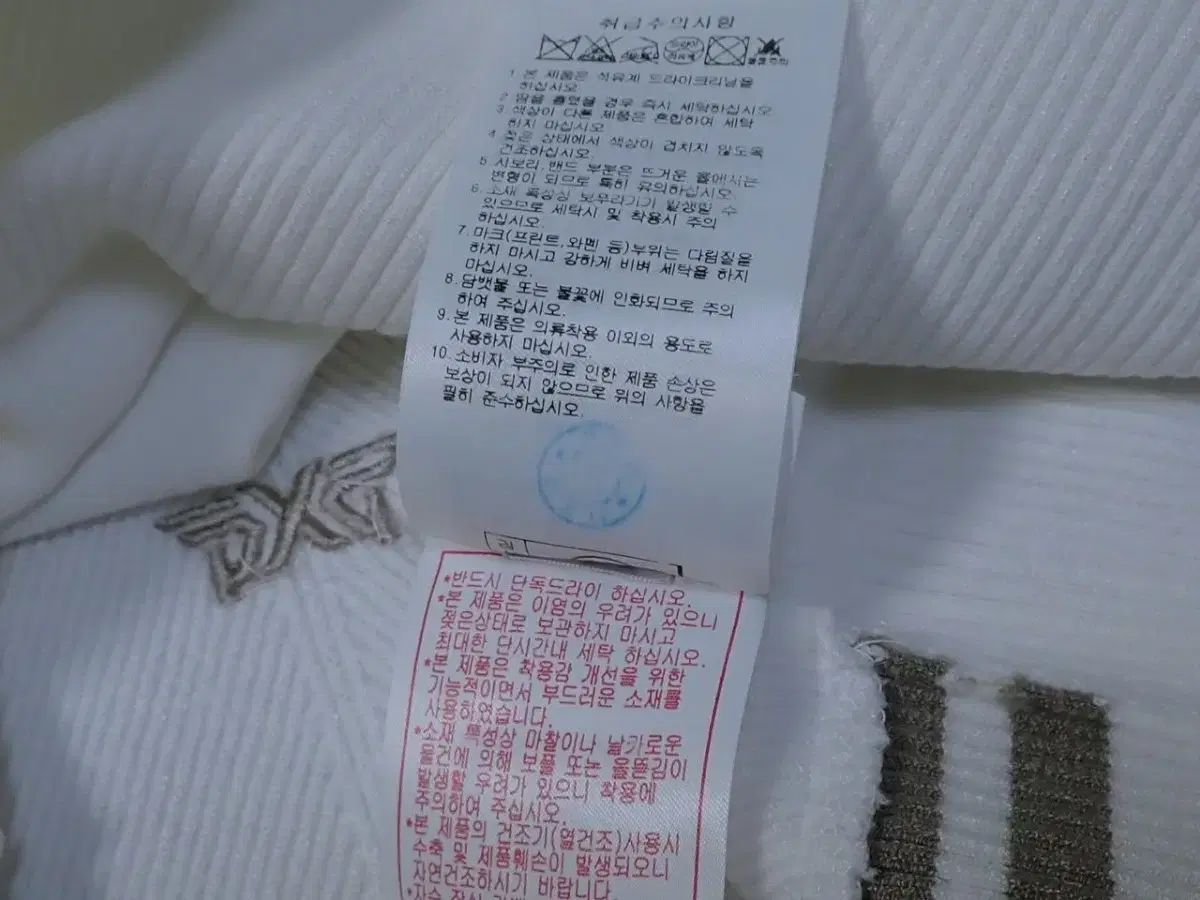 취급주의사항
드라이
석유계
1 본 제품은 석유계 드라이크리닝을
하십시오
2 땀을 흘렸을 경우 즉시 세탁하십시오
3 색상이 다른 제품은 혼합하여 세탁
하지 마십시오
4 젖은 상태에서 색상이 겹치지 않도록
건조하십시오.
5 시보리, 밴드 부분은 뜨거운 물에서는
변형이 되므로 특히 유의하십시오.
6. 소재 특성상 보푸라기가 발생할 수
있으므로 세탁시 및 착용시 주의
하십시오.
7. 마크(프린트,와펜 등)부위는 다림질을
하지 마시고 강하게 비벼 세탁을 하지
마십시오.
8. 담뱃불 또는 불꽃에 인화되므로 주의
하여 주십시오.
9. 본 제품은 의류착용 이외의 용도로
사용하지 마십시오.
10. 소비자 부주의로 인한 제품 손상은
보상이 되지 않으므로 위의 사항을
필히 준수하십시오.
*반드시 단독드라이 하십시오.
*본 제품은 이염의 우려가 있으니
젖은상태로 보관하지 마시고
최대한 단시간내 세탁 하십시오.
*본 제품은 착용감 개선을 위한
기능적이면서 부드러운 소재를
사용하였습니다.
*소재 특성상 마찰이나 날카로운
물건에 의해 보풀 또는 올뜯김이
발생할 우려가 있으니 착용에
주의하여 주십시오.
*본 제품의 건조기(열건조)사용시
수축 및 제품훼손이 발생되오니
자연건조하시기 바랍니다.